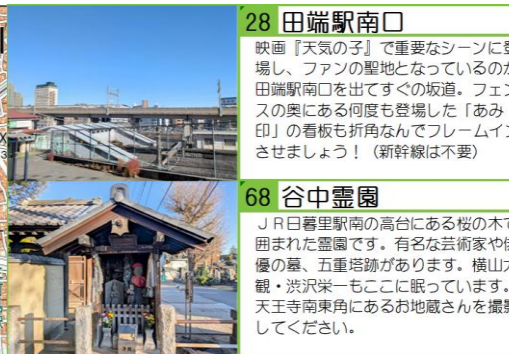 28 田端駅南口
映画『天気の子』で重要なシーンに登
場し、ファンの聖地となっているのが
田端駅南口を出てすぐの坂道。フェン
スの奥にある何度も登場した「あみ
印」の看板も折角なんでフレームイン
させましょう！（新幹線は不要）
68 谷中霊園
ＪＲ日暮里駅南の高台にある桜の木で
囲まれた霊園です。有名な芸術家や俳
優の墓、五重塔跡があります。横山大
観・渋沢栄一もここに眠っています。
天王寺南東角にあるお地蔵さんを撮影
してください。